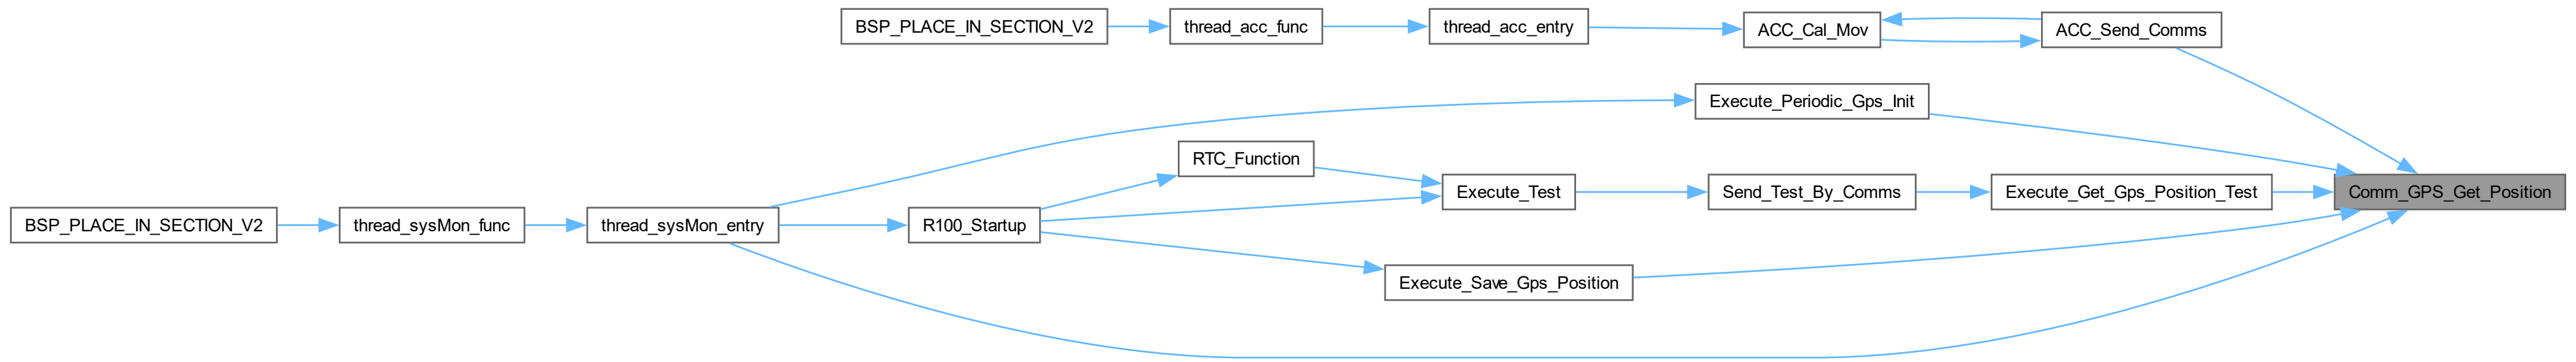 BSP_PLACE_IN_SECTION_V2
thread_acc_func
thread_acc_entry
ACC_Cal_Mov
ACC_Send_Comms
Execute_Periodic_Gps_Init
RTC_Function
Execute_Test
Send_Test_By_Comms
Execute_Get_Gps_Position_Test
Comm_GPS_Get_Position
BSP_PLACE_IN_SECTION_V2
thread_sysMon_func
thread_sysMon_entry
R100_Startup
Execute_Save_Gps_Position